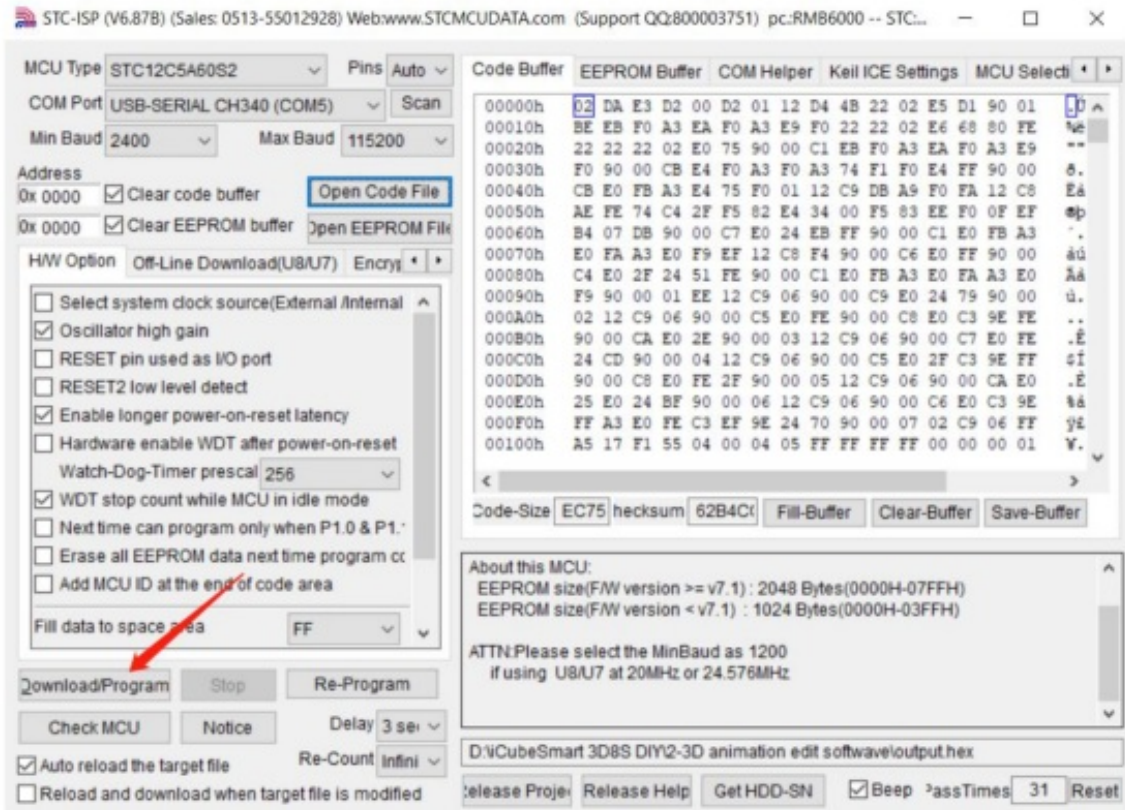 STC-ISP (V6.87B) (Sales: 0513-55012928) Web:www.STCMCUDATA.com (Support QQ:800003751) pc:RMB6000 -- STC:...
MCU Type STC12C5A60S2 Pins Auto
COM Port USB-SERIAL CH340 (COM5) Scan
Min Baud 2400 Max Baud 115200
Address
0x 0000 Clear code buffer Open Code File
0x 0000 Clear EEPROM buffer Open EEPROM File
H/W Option Off-Line Download(U8/U7) Encryp
Select system clock source(External /Internal
Oscillator high gain
RESET pin used as I/O port
RESET2 low level detect
Enable longer power-on-reset latency
Hardware enable WDT after power-on-reset
Watch-Dog-Timer prescal 256
WDT stop count while MCU in idle mode
Next time can program only when P1.0 & P1.
Erase all EEPROM data next time program cc
Add MCU ID at the end of code area
Fill data to space area FF
Download/Program Stop Re-Program
Check MCU Notice Delay 3 se
Auto reload the target file Re-Count Infini
Reload and download when target file is modified
Code Buffer EEPROM Buffer COM Helper Keil ICE Settings MCU Selecti
00000h 02 DA E3 D2 00 D2 01 12 D4 4B 22 02 E5 D1 90 01
00010h BE EB F0 A3 EA F0 A3 E9 F0 22 22 02 E6 68 80 FE
00020h 22 22 22 02 E0 75 90 00 C1 EB F0 A3 EA F0 A3 E9
00030h F0 90 00 CB E4 F0 A3 F0 A3 74 F1 F0 E4 FF 90 00
00040h CB E0 FB A3 E4 75 F0 01 12 C9 DB A9 F0 FA 12 C8
00050h AE FE 74 C4 2F F5 82 E4 34 00 F5 83 EE F0 0F EF
00060h B4 07 DB 90 00 C7 E0 24 EB FF 90 00 C1 E0 FB A3
00070h E0 FA A3 E0 F9 EF 12 C8 F4 90 00 C6 E0 FF 90 00
00080h C4 E0 2F 24 51 FE 90 00 C1 E0 FB A3 E0 FA A3 E0
00090h F9 90 00 01 EE 12 C9 06 90 00 C9 E0 24 79 90 00
000A0h 02 12 C9 06 90 00 C5 E0 FE 90 00 C8 E0 C3 9E FE
000B0h 90 00 CA E0 2E 90 00 03 12 C9 06 90 00 C7 E0 FE
000C0h 24 CD 90 00 04 12 C9 06 90 00 C5 E0 2F C3 9E FF
000D0h 90 00 C8 E0 FE 2F 90 00 05 12 C9 06 90 00 CA E0
000E0h 25 E0 24 BF 90 00 06 12 C9 06 90 00 C6 E0 C3 9E
000F0h FF A3 E0 FE C3 EF 9E 24 70 90 00 07 02 C9 06 FF
00100h A5 17 F1 55 04 00 04 05 FF FF FF FF 00 00 00 01
Code-Size EC75 hecksum 62B4C Fill-Buffer Clear-Buffer Save-Buffer
About this MCU:
EEPROM size(F/W version >= v7.1) : 2048 Bytes(0000H-07FFH)
EEPROM size(F/W version < v7.1) : 1024 Bytes(0000H-03FFH)
ATTN:Please select the MinBaud as 1200
if using U8/U7 at 20MHz or 24.576MHz
D:\iCubeSmart 3D8S DIY\2-3D animation edit softwave\output.hex
elease Proje Release Help Get HDD-SN Beep assTimes 31 Reset